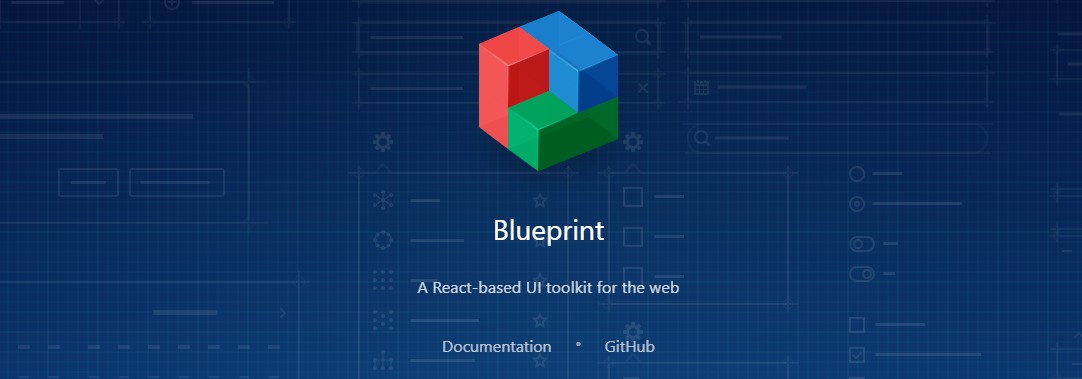 Blueprint
A React-based UI toolkit for the web
Documentation • GitHub